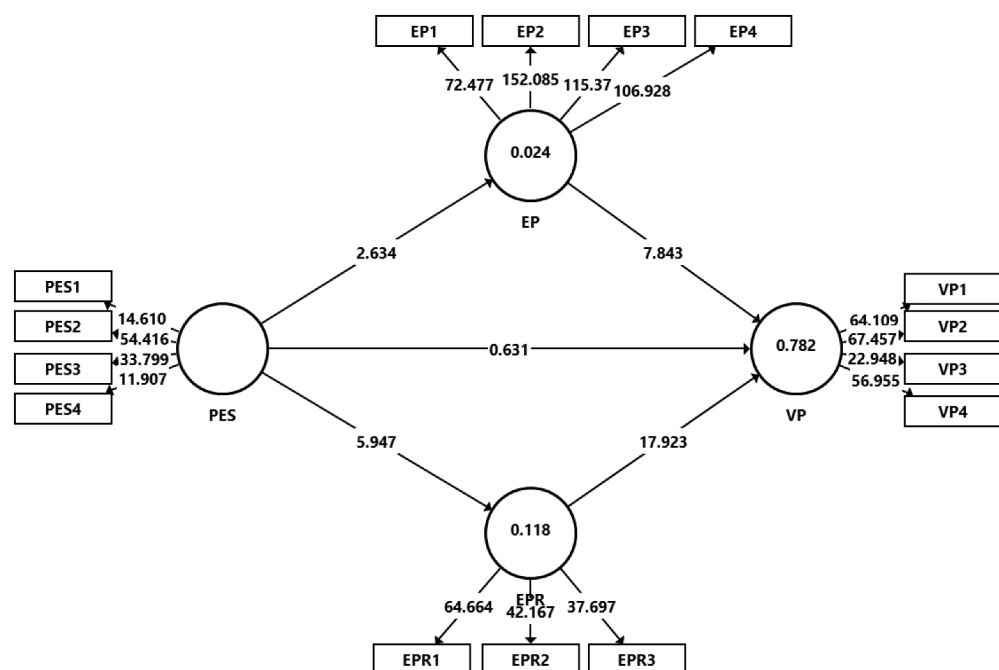 EP1 EP2 EP3 EP4
72.477 152.085 115.37 106.928
0.024
EP
2.634 7.843
PES1
PES2
PES3
PES4
14.610
54.416
33.799
11.907
PES
0.631
0.782
VP
64.109
67.457
22.948
56.955
VP1
VP2
VP3
VP4
5.947 17.923
0.118
EPR
64.664 42.167 37.697
EPR1 EPR2 EPR3